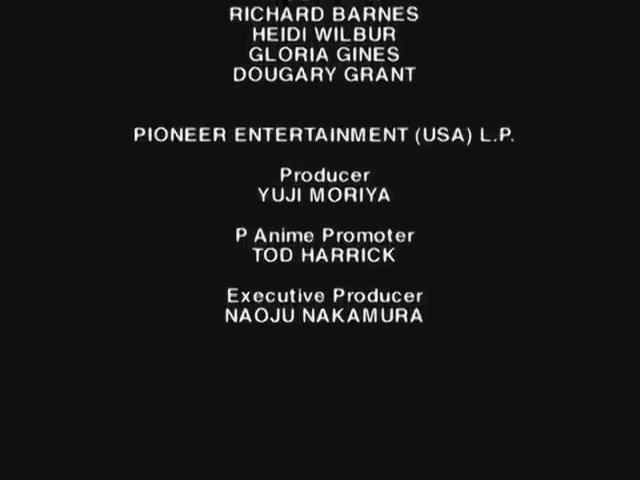 RICHARD BARNES
HEIDI WILBUR
GLORIA GINES
DOUGARY GRANT
PIONEER ENTERTAINMENT (USA) L.P.
Producer
YUJI MORIYA
P Anime Promoter
TOD HARRICK
Executive Producer
NAOJU NAKAMURA